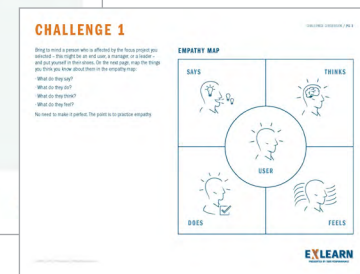 CHALLENGE 1
Bring to mind a person who is affected by the focus project you
selected – this might be an end user, a manager, or a leader –
and put yourself in their shoes. On the next page, map the things
you think you know about them in the empathy map:
· What do they say?
· What do they do?
· What do they think?
· What do they feel?
No need to make it perfect. The point is to practice empathy.
EMPATHY MAP
SAYS
THINKS
USER
DOES
FEELS
EXLEARN